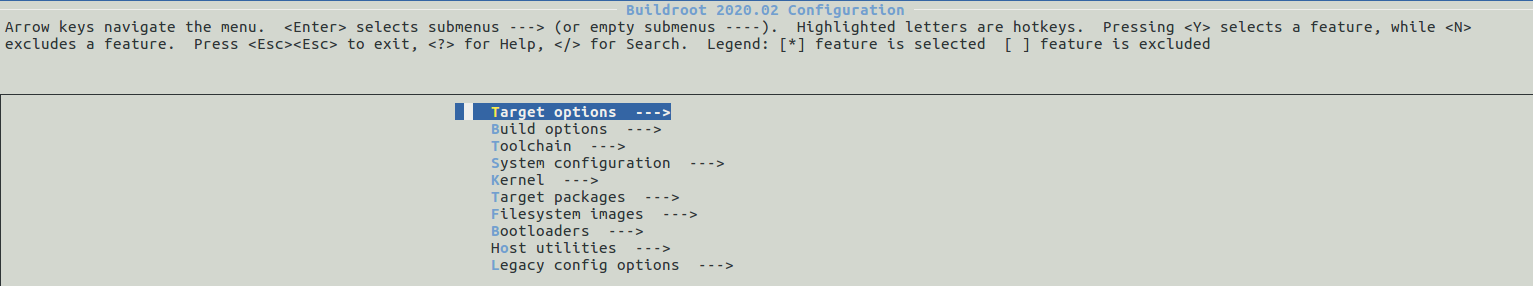 Buildroot 2020.02 Configuration
Arrow keys navigate the menu.  <Enter> selects submenus ---> (or empty submenus ----).  Highlighted letters are hotkeys.  Pressing <Y> selects a feature, while <N>
excludes a feature.  Press <Esc><Esc> to exit, <?> for Help, </> for Search.  Legend: [*] feature is selected  [ ] feature is excluded
Target options  --->
Build options  --->
Toolchain  --->
System configuration  --->
Kernel  --->
Target packages  --->
Filesystem images  --->
Bootloaders  --->
Host utilities  --->
Legacy config options  --->